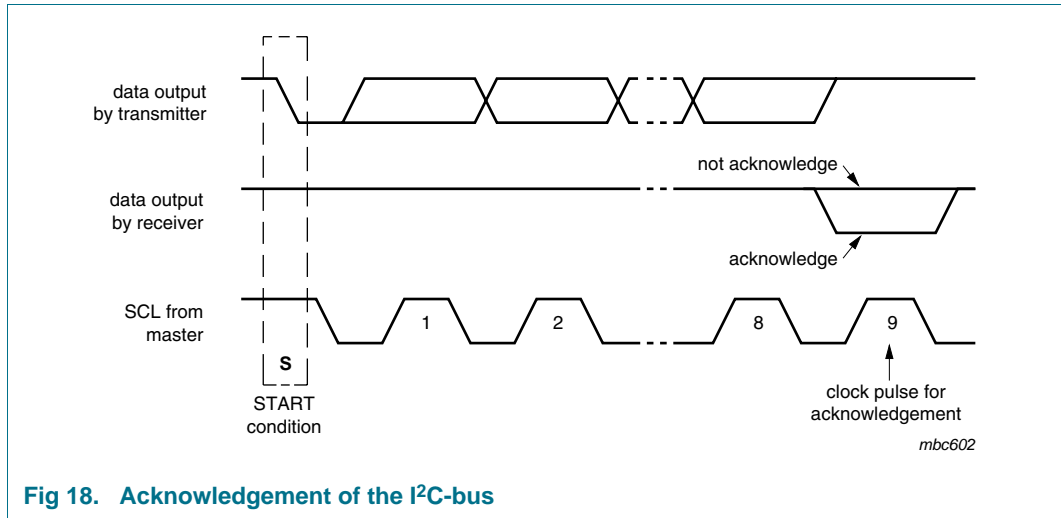 data output
by transmitter
not acknowledge
data output
by receiver
acknowledge
SCL from
master
1
2
8
9
S
START
condition
clock pulse for
acknowledgement
mbc602
Fig 18. Acknowledgement of the I²C-bus